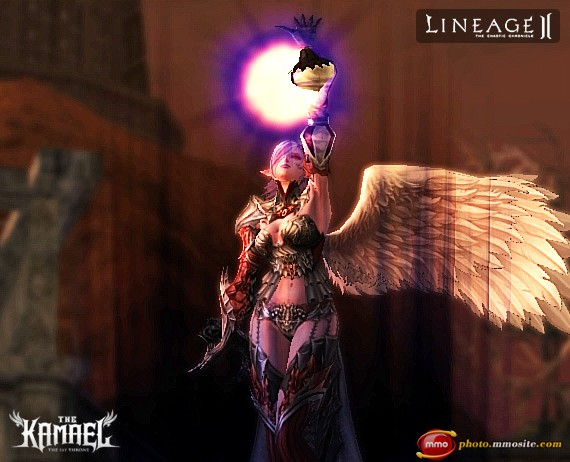 LINEAGE II
THE CHAOTIC CHRONICLE
THE
KAMAEL
THE 1ST THRONE
mmo photo.mmosite.com